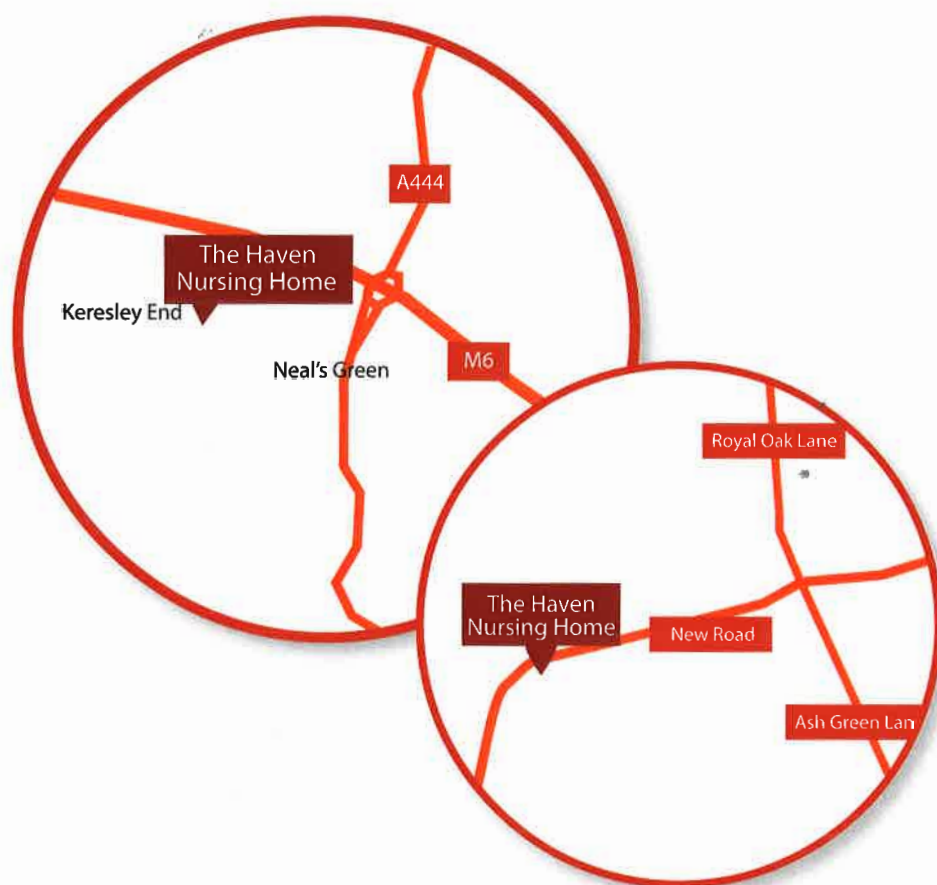 A444
The Haven
Nursing Home
Keresley End
Neal's Green
M6
Royal Oak Lane
The Haven
Nursing Home
New Road
Ash Green Lan